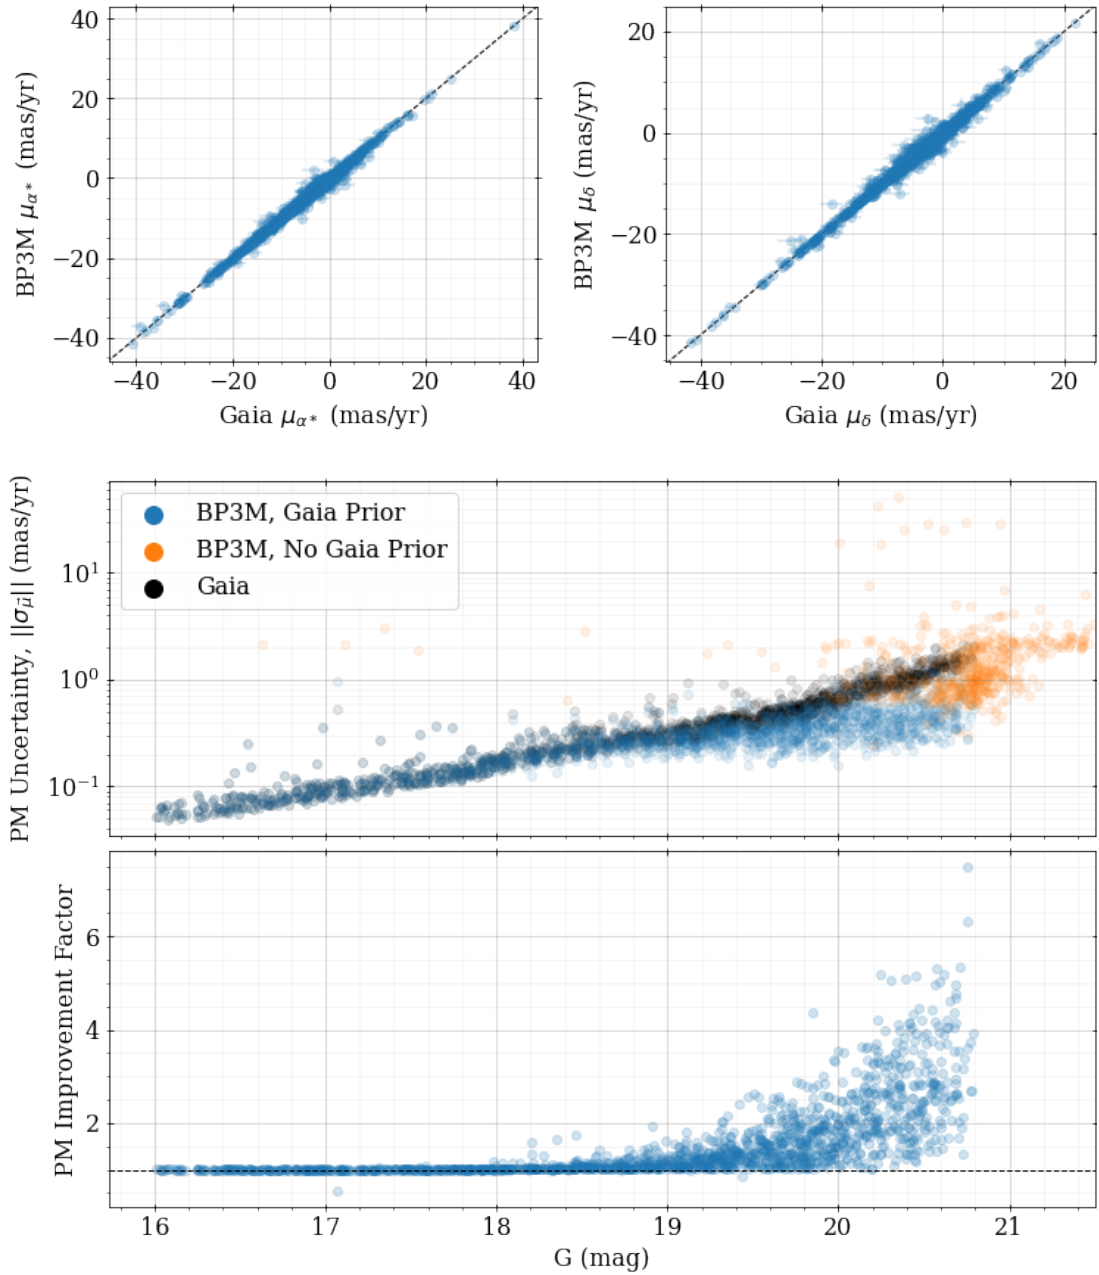 40
20
0
−20
−40
BP3M μα* (mas/yr)
−40 −20 0 20 40
Gaia μα* (mas/yr)
20
0
−20
−40
BP3M μδ (mas/yr)
−40 −20 0 20
Gaia μδ (mas/yr)
PM Uncertainty, ||σμ⃗|| (mas/yr)
10¹
10⁰
10⁻¹
BP3M, Gaia Prior
BP3M, No Gaia Prior
Gaia
PM Improvement Factor
6
4
2
16 17 18 19 20 21
G (mag)